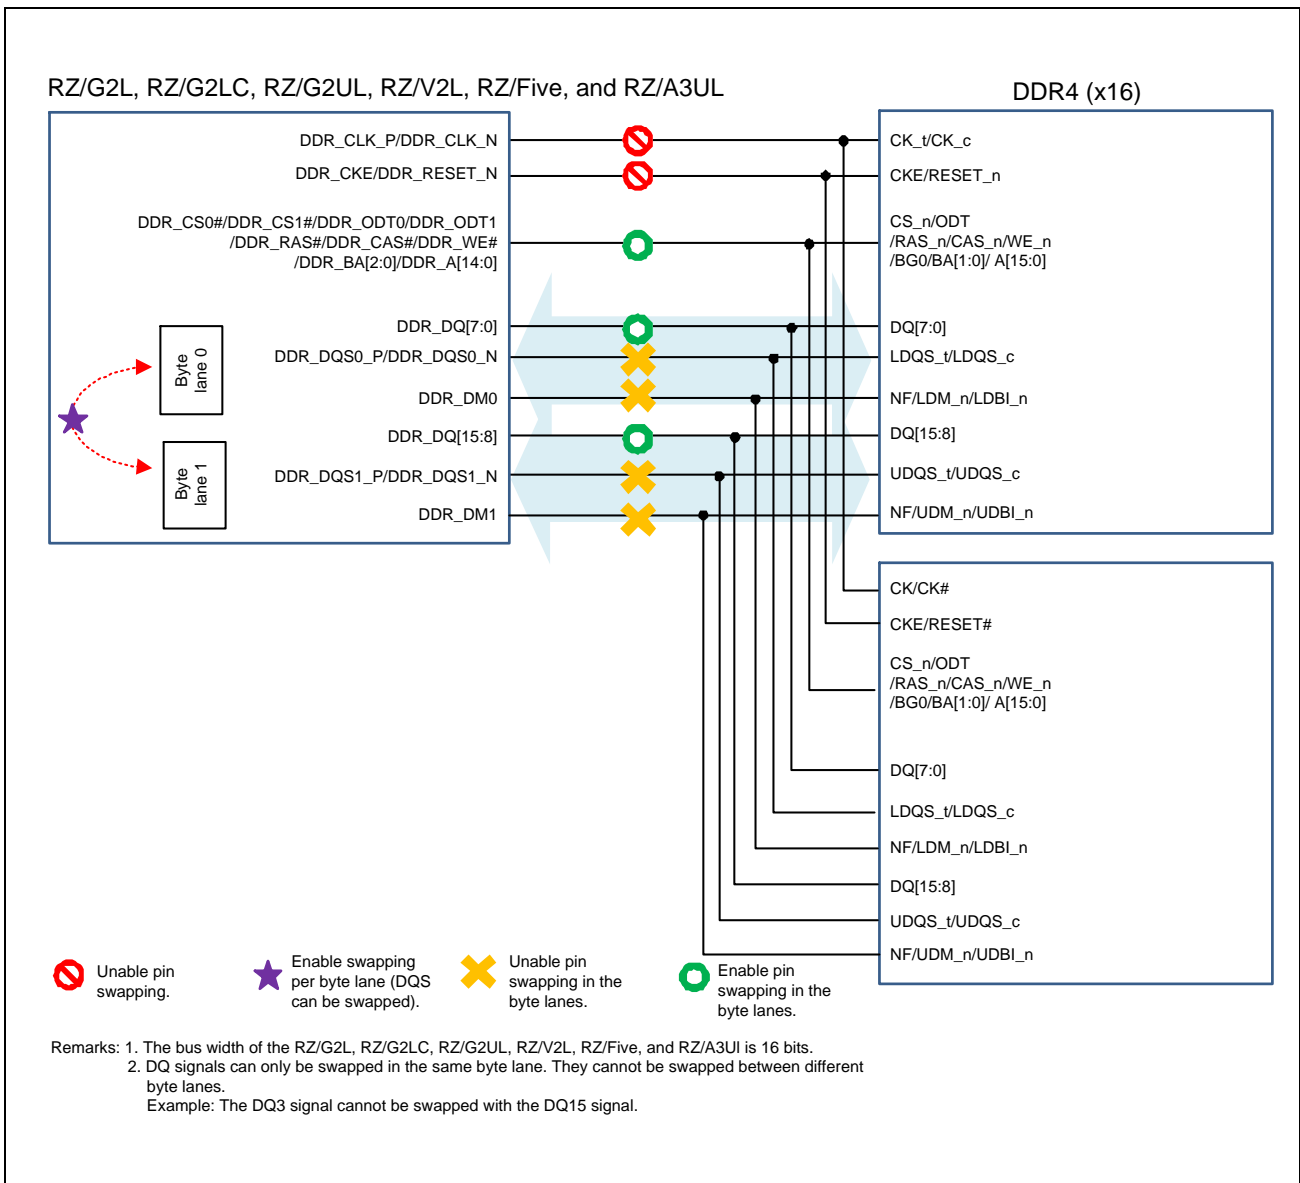 RZ/G2L, RZ/G2LC, RZ/G2UL, RZ/V2L, RZ/Five, and RZ/A3UL
DDR4 (x16)
DDR_CLK_P/DDR_CLK_N
DDR_CKE/DDR_RESET_N
DDR_CS0#/DDR_CS1#/DDR_ODT0/DDR_ODT1
/DDR_RAS#/DDR_CAS#/DDR_WE#
/DDR_BA[2:0]/DDR_A[14:0]
DDR_DQ[7:0]
DDR_DQS0_P/DDR_DQS0_N
DDR_DM0
DDR_DQ[15:8]
DDR_DQS1_P/DDR_DQS1_N
DDR_DM1
Byte
lane 0
Byte
lane 1
CK_t/CK_c
CKE/RESET_n
CS_n/ODT
/RAS_n/CAS_n/WE_n
/BG0/BA[1:0]/ A[15:0]
DQ[7:0]
LDQS_t/LDQS_c
NF/LDM_n/LDBI_n
DQ[15:8]
UDQS_t/UDQS_c
NF/UDM_n/UDBI_n
CK/CK#
CKE/RESET#
CS_n/ODT
/RAS_n/CAS_n/WE_n
/BG0/BA[1:0]/ A[15:0]
DQ[7:0]
LDQS_t/LDQS_c
NF/LDM_n/LDBI_n
DQ[15:8]
UDQS_t/UDQS_c
NF/UDM_n/UDBI_n
Unable pin
swapping.
Enable swapping
per byte lane (DQS
can be swapped).
Unable pin
swapping in the
byte lanes.
Enable pin
swapping in the
byte lanes.
Remarks: 1. The bus width of the RZ/G2L, RZ/G2LC, RZ/G2UL, RZ/V2L, RZ/Five, and RZ/A3Ul is 16 bits.
2. DQ signals can only be swapped in the same byte lane. They cannot be swapped between different
byte lanes.
Example: The DQ3 signal cannot be swapped with the DQ15 signal.